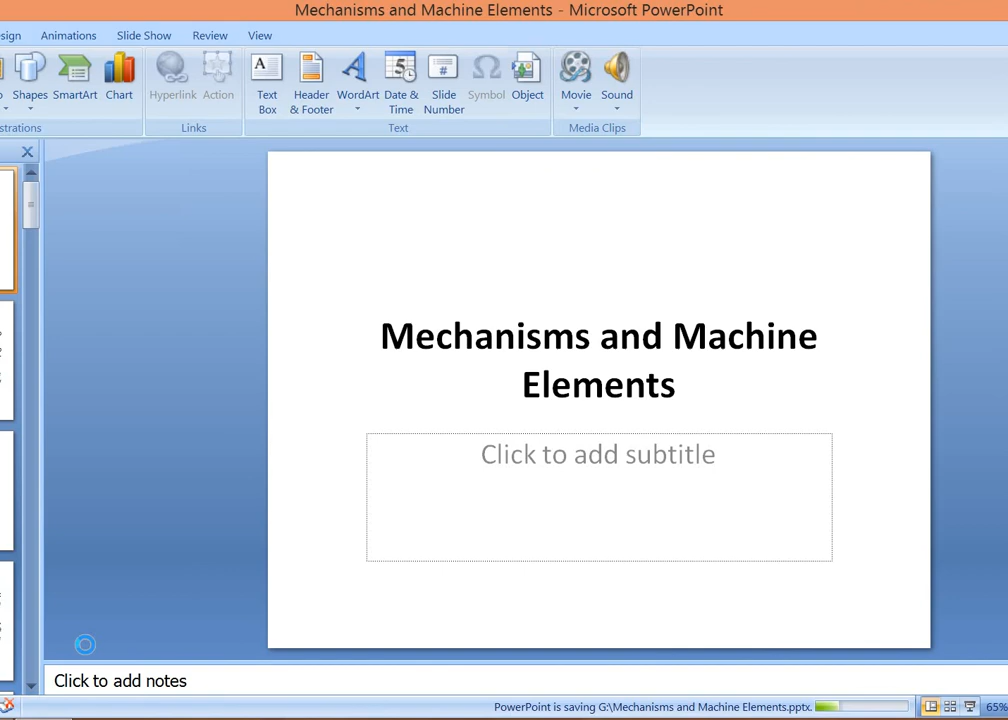 Mechanisms and Machine Elements - Microsoft PowerPoint
sign Animations Slide Show Review View
Shapes SmartArt Chart Hyperlink Action Text Box Header & Footer WordArt Date & Time Slide Number Symbol Object Movie Sound
strations Links Text Media Clips
Mechanisms and Machine
Elements
Click to add subtitle
Click to add notes
PowerPoint is saving G:\Mechanisms and Machine Elements.pptx. 65%